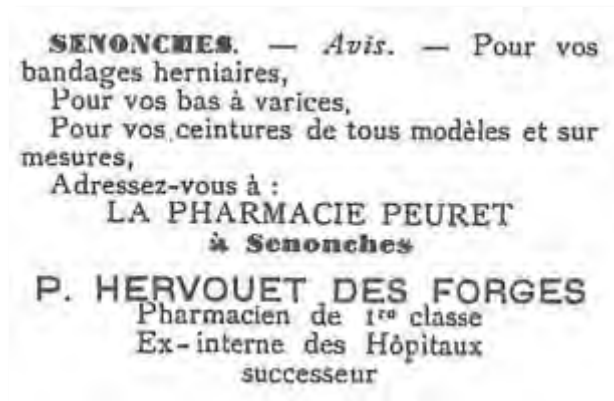 SENONCHES. — Avis. — Pour vos
bandages herniaires,
Pour vos bas à varices,
Pour vos ceintures de tous modèles et sur
mesures,
Adressez-vous à :
LA PHARMACIE PEURET
à Senonches
P. HERVOUET DES FORGES
Pharmacien de 1re classe
Ex-interne des Hôpitaux
successeur